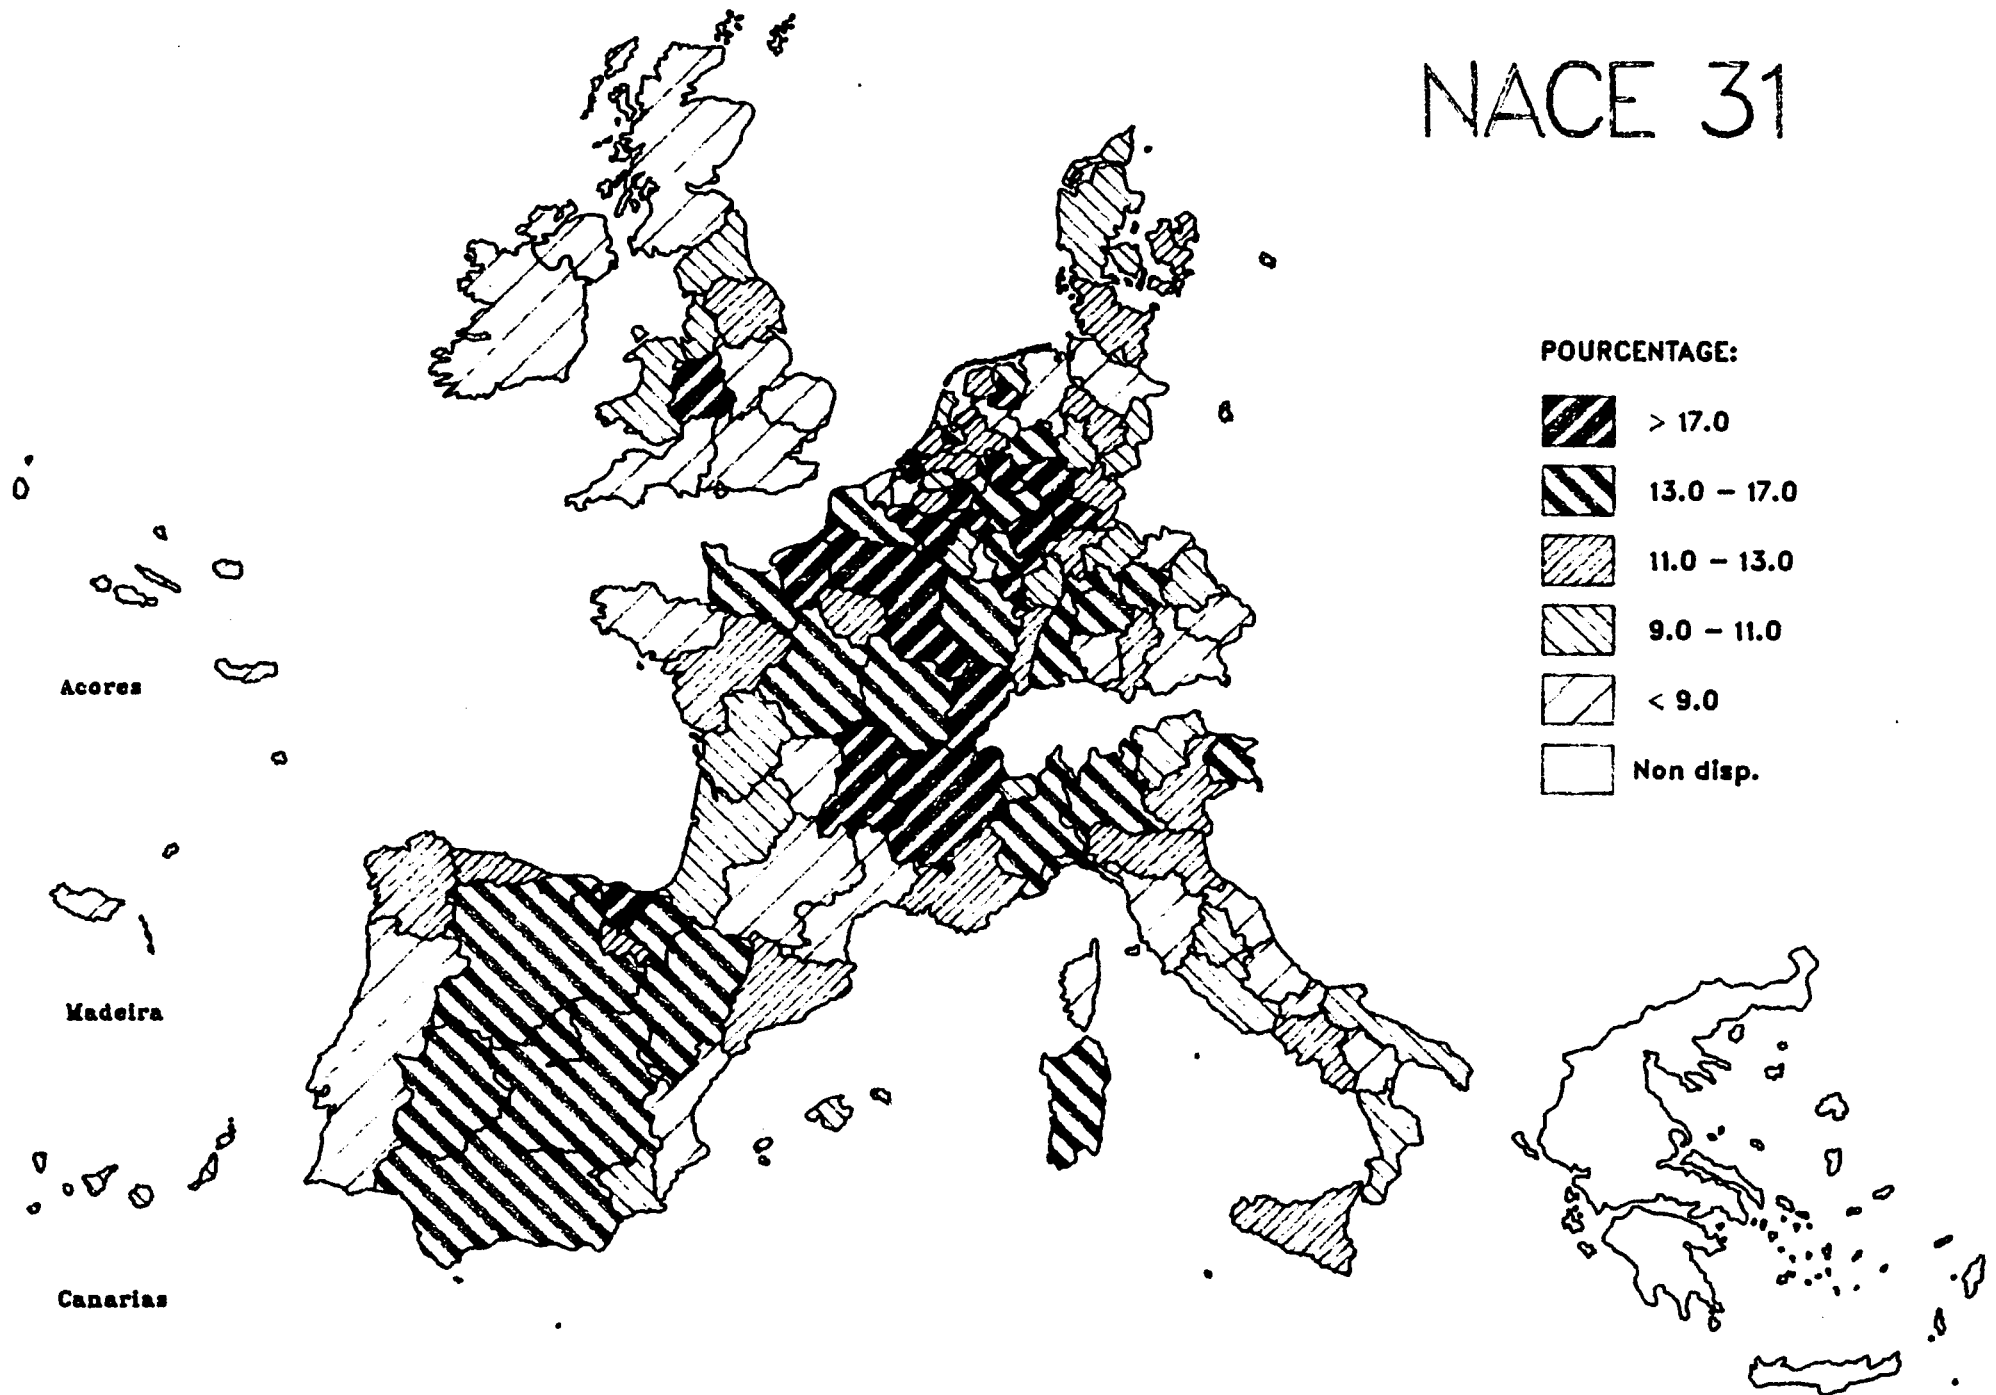 NACE 31
POURCENTAGE:
> 17.0
13.0 - 17.0
11.0 - 13.0
9.0 - 11.0
< 9.0
Non disp.
Acores
Madeira
Canarias